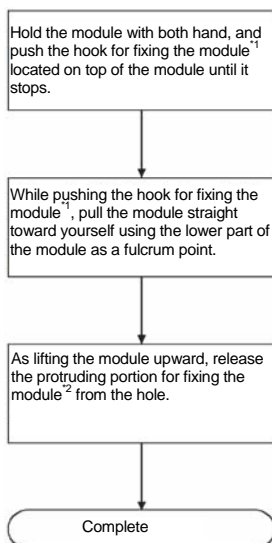 Hold the module with both hand, and
push the hook for fixing the module*1
located on top of the module until it
stops.
While pushing the hook for fixing the
module*1, pull the module straight
toward yourself using the lower part of
the module as a fulcrum point.
As lifting the module upward, release
the protruding portion for fixing the
module*2 from the hole.
Complete